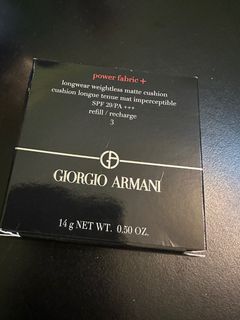 power fabric +
longwear weightless matte cushion
cushion longue tenue mat imperceptible
SPF 20/PA +++
refill / recharge
3
GIORGIO ARMANI
14 g NET WT. 0.50 OZ.